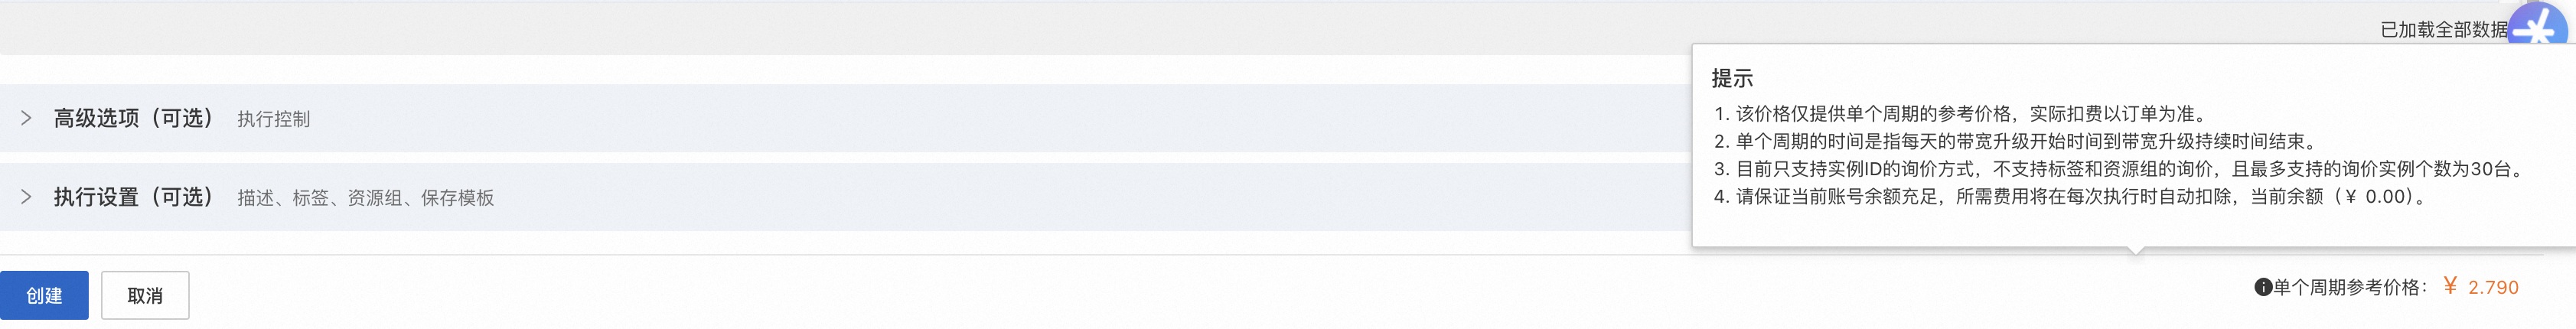 已加载全部数据
提示
1. 该价格仅提供单个周期的参考价格，实际扣费以订单为准。
2. 单个周期的时间是指每天的带宽升级开始时间到带宽升级持续时间结束。
3. 目前只支持实例ID的询价方式，不支持标签和资源组的询价，且最多支持的询价实例个数为30台。
4. 请保证当前账号余额充足，所需费用将在每次执行时自动扣除，当前余额（¥ 0.00）。
高级选项（可选） 执行控制
执行设置（可选） 描述、标签、资源组、保存模板
创建 取消 单个周期参考价格： ¥ 2.790